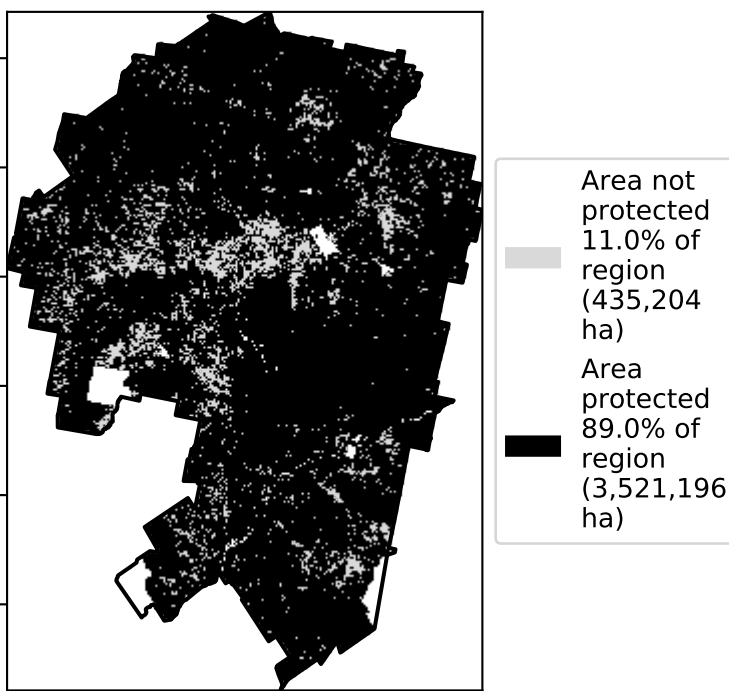 Area not
protected
11.0% of
region
(435,204
ha)
Area
protected
89.0% of
region
(3,521,196
ha)